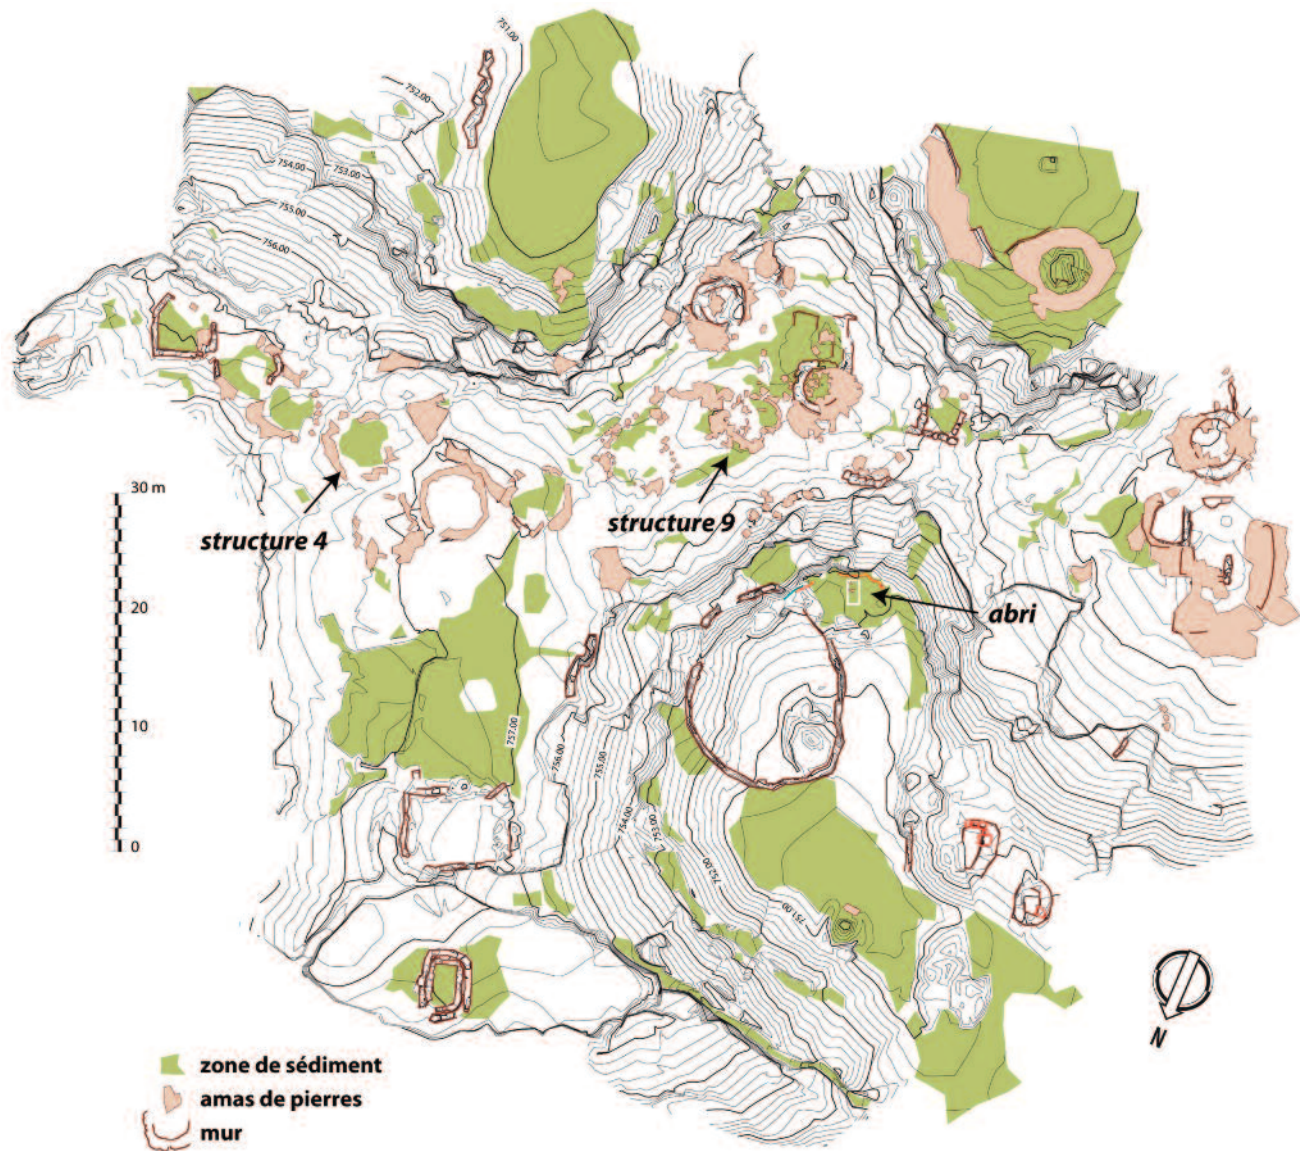 751.00
752.00
754.00
753.00
755.00
756.00
30 m
structure 4
structure 9
20
abri
10
757.00
756.00
755.00
754.00
753.00
752.00
751.00
0
N
zone de sédiment
amas de pierres
mur